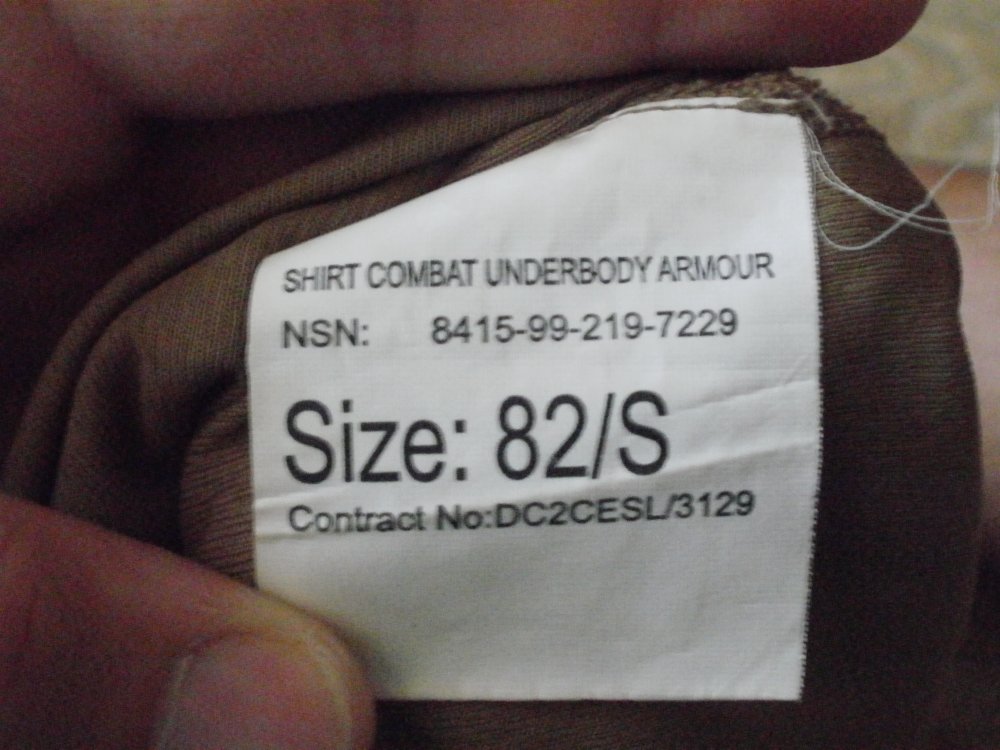 SHIRT COMBAT UNDERBODY ARMOUR
NSN: 8415-99-219-7229
Size: 82/S
Contract No:DC2CESL/3129